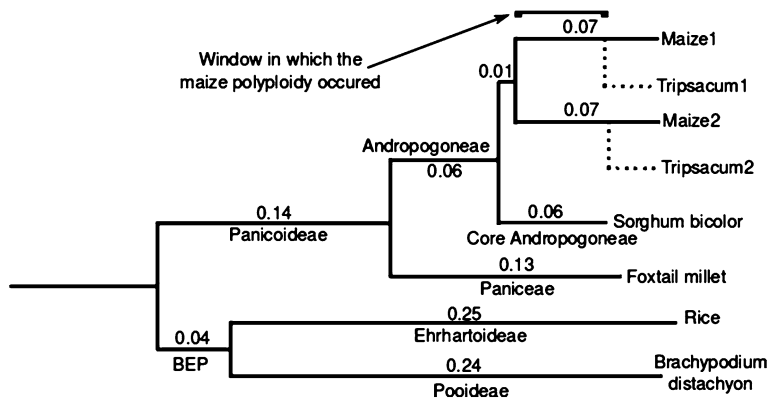 0.07
Maize1
Window in which the
maize polyploidy occured
0.01
Tripsacum1
0.07
Maize2
Andropogoneae
0.06
Tripsacum2
0.14
Panicoideae
0.06
Sorghum bicolor
Core Andropogoneae
0.13
Foxtail millet
Paniceae
0.25
Rice
Ehrhartoideae
0.04
BEP
0.24
Brachypodium
distachyon
Pooideae